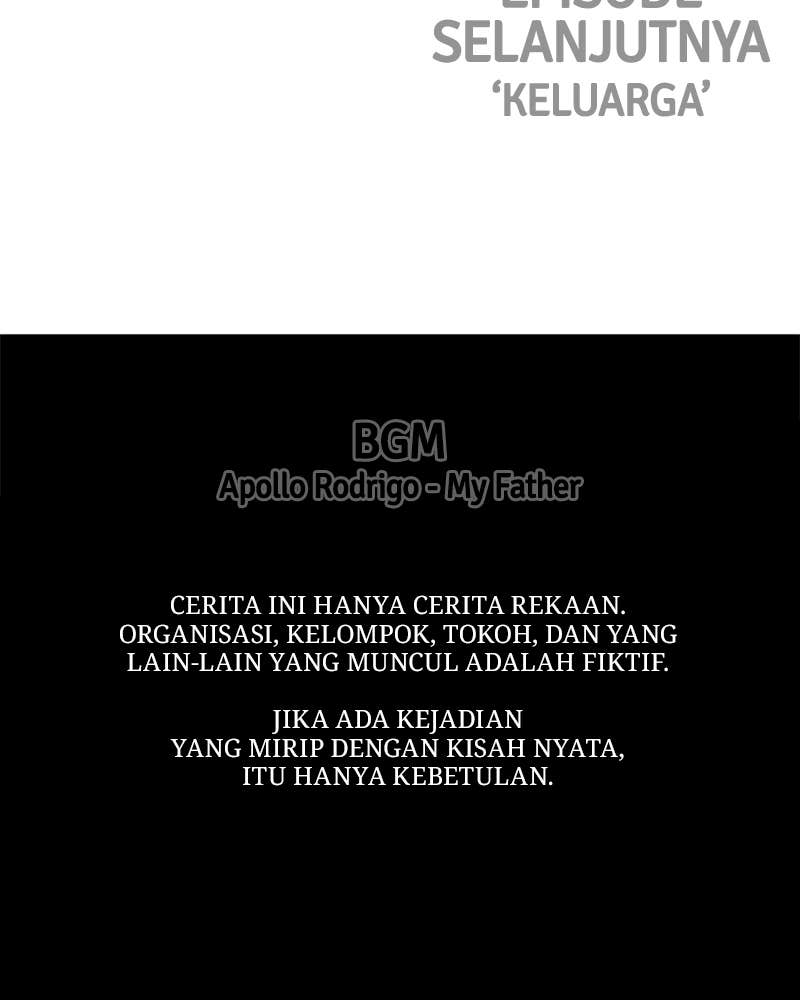 EPISODE
SELANJUTNYA
‘KELUARGA’
BGM
Apollo Rodrigo - My Father
CERITA INI HANYA CERITA REKAAN.
ORGANISASI, KELOMPOK, TOKOH, DAN YANG
LAIN-LAIN YANG MUNCUL ADALAH FIKTIF.
JIKA ADA KEJADIAN
YANG MIRIP DENGAN KISAH NYATA,
ITU HANYA KEBETULAN.